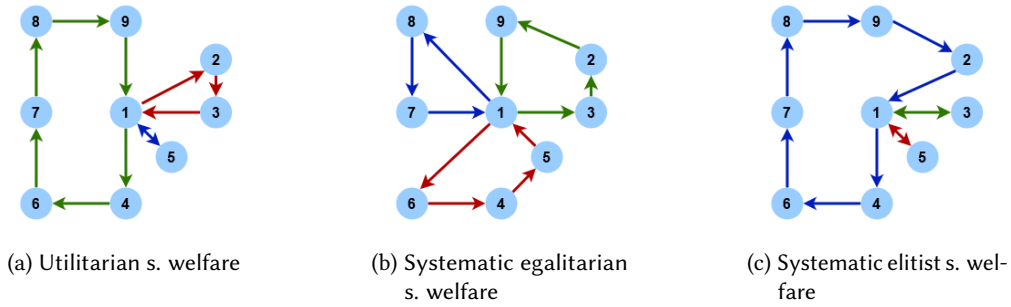 8 9
2
7 1 3
5
6 4
(a) Utilitarian s. welfare
8 9
2
7 1 3
5
6 4
(b) Systematic egalitarian
s. welfare
8 9
2
7 1 3
5
6 4
(c) Systematic elitist s. wel-
fare